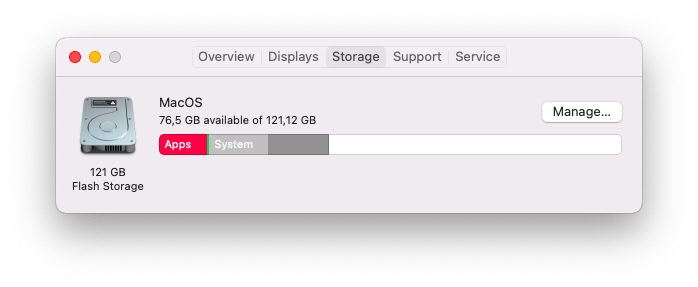 Overview Displays Storage Support Service
MacOS
76,5 GB available of 121,12 GB
Manage...
Apps System
121 GB
Flash Storage